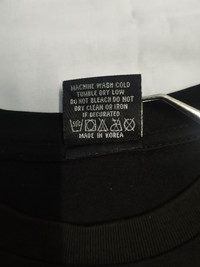 MACHINE WASH COLD
TUMBLE DRY LOW
DO NOT BLEACH DO NOT
DRY CLEAN OR IRON
IF DECORATED
MADE IN KOREA